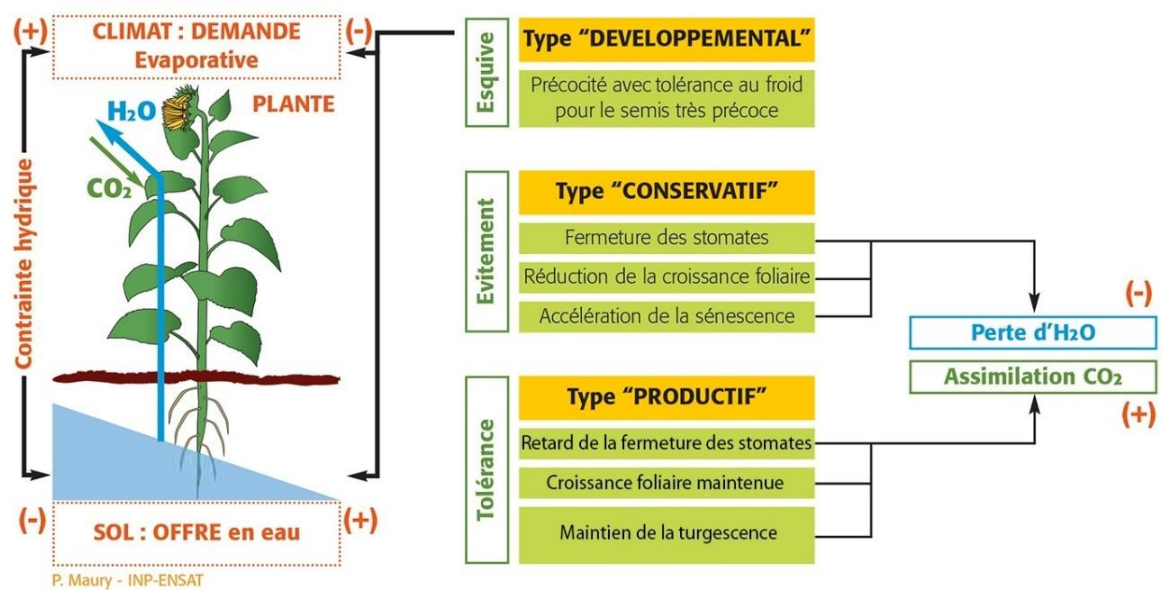 (+)
CLIMAT : DEMANDE
Evaporative
(-)
PLANTE
H₂O
CO₂
Contrainte hydrique
(-)
SOL : OFFRE en eau
(+)
P. Maury - INP-ENSAT
Esquive
Type “DEVELOPPEMENTAL”
Précocité avec tolérance au froid
pour le semis très précoce
Evitement
Type “CONSERVATIF”
Fermeture des stomates
Réduction de la croissance foliaire
Accélération de la sénescence
Tolérance
Type “PRODUCTIF”
Retard de la fermeture des stomates
Croissance foliaire maintenue
Maintien de la turgescence
(-)
Perte d’H₂O
Assimilation CO₂
(+)